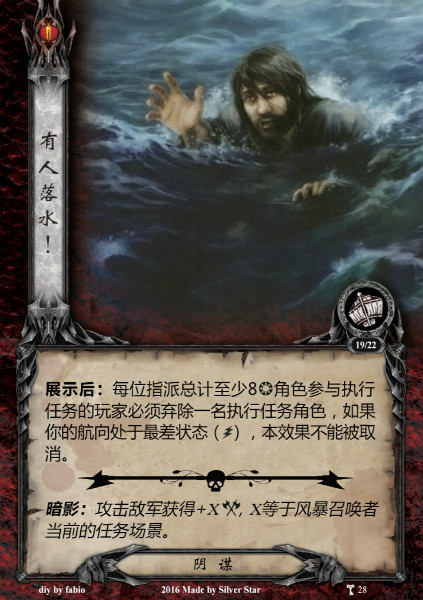 有人落水！
19/22
展示后：每位指派总计至少8角色参与执行
任务的玩家必须弃除一名执行任务角色，如果
你的航向处于最差状态（），本效果不能被取
消。
暗影：攻击敌军获得+X，X等于风暴召唤者
当前的任务场景。
阴谋
diy by fabio
2016 Made by Silver Star
28